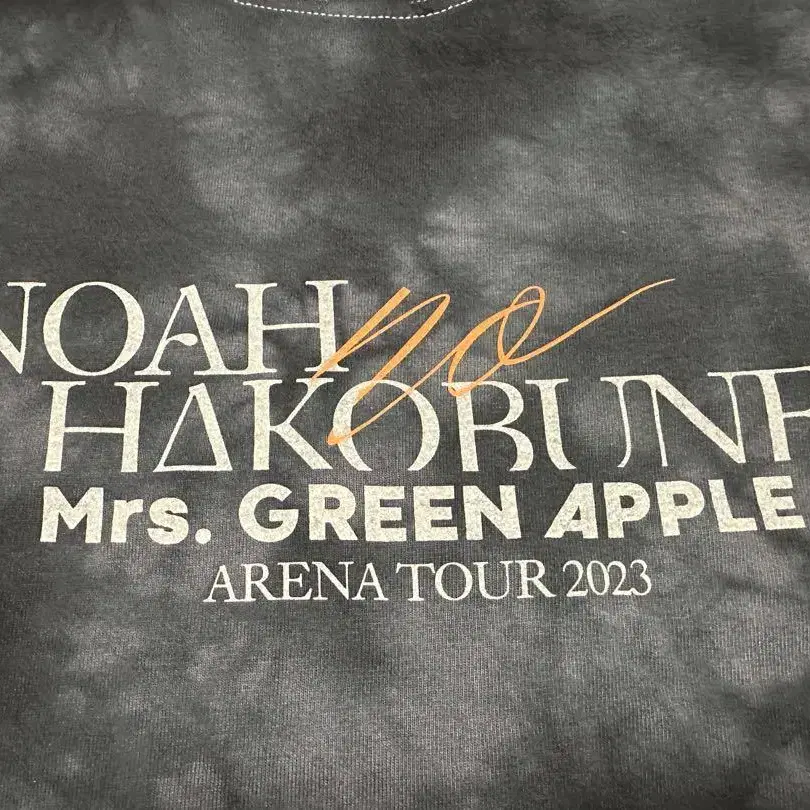 NOAH no
HAKOBUNE
Mrs. GREEN APPLE
ARENA TOUR 2023